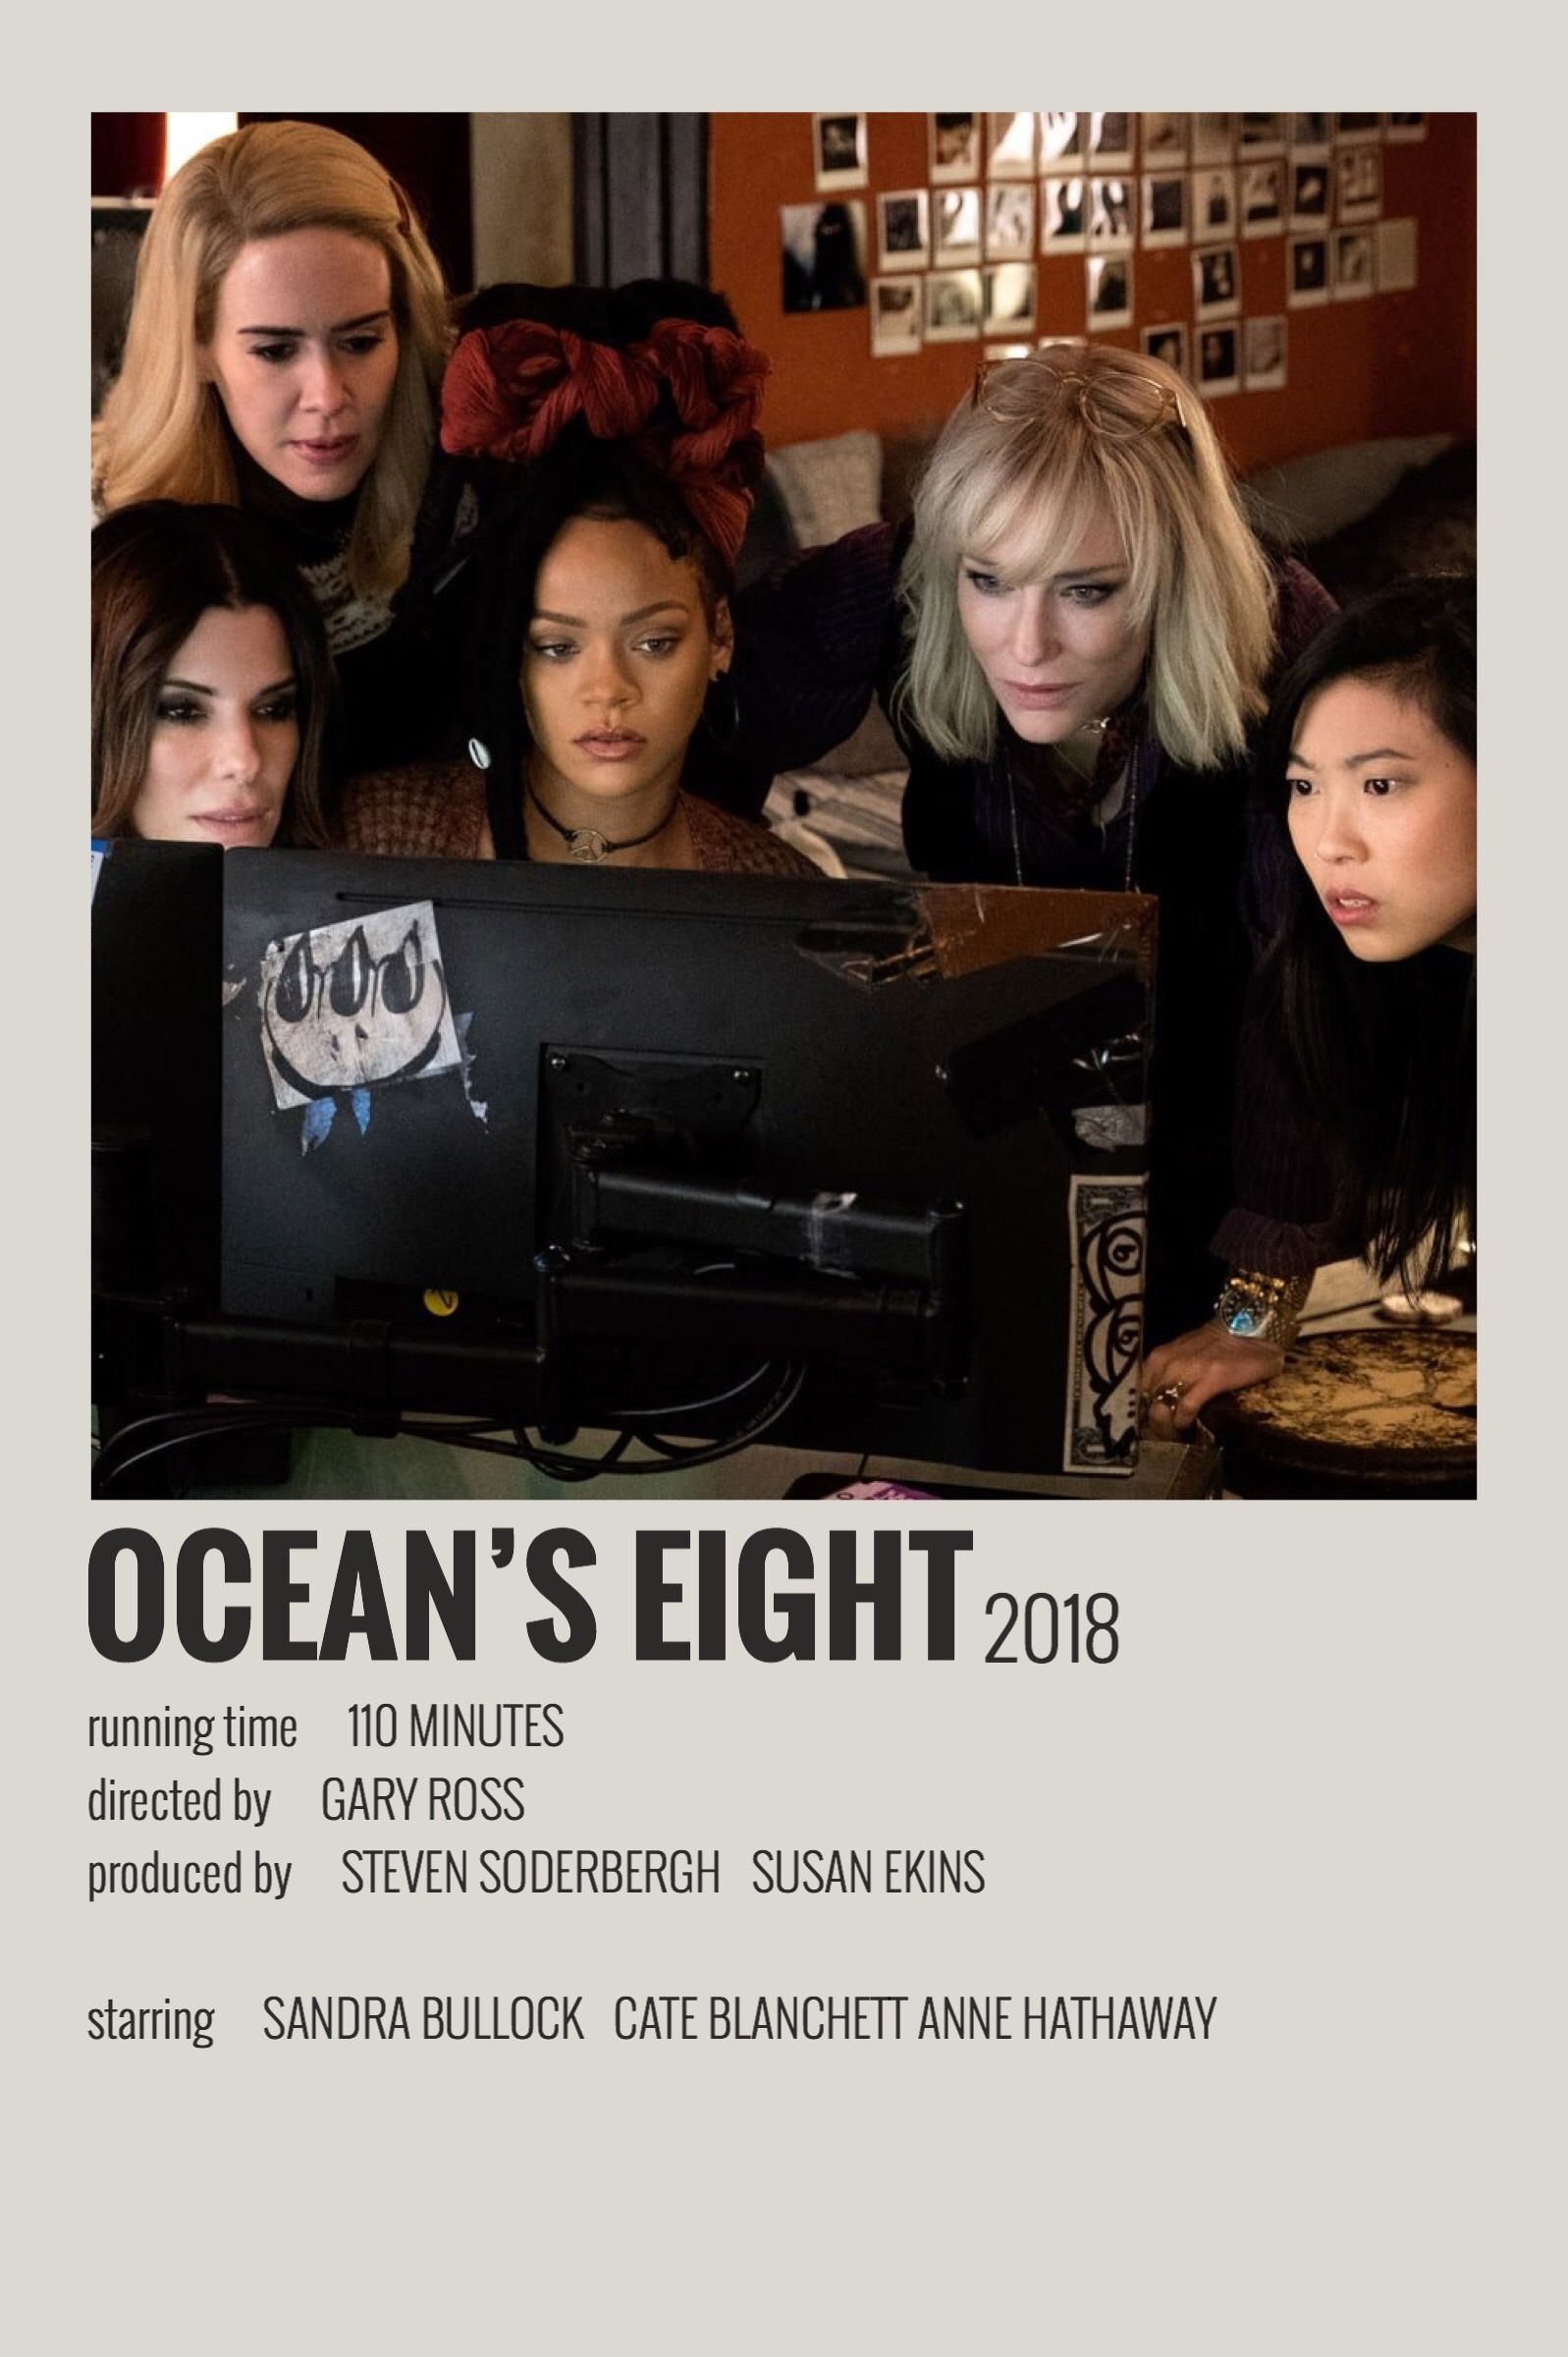 OCEAN’S EIGHT 2018
running time 110 MINUTES
directed by GARY ROSS
produced by STEVEN SODERBERGH SUSAN EKINS
starring SANDRA BULLOCK CATE BLANCHETT ANNE HATHAWAY